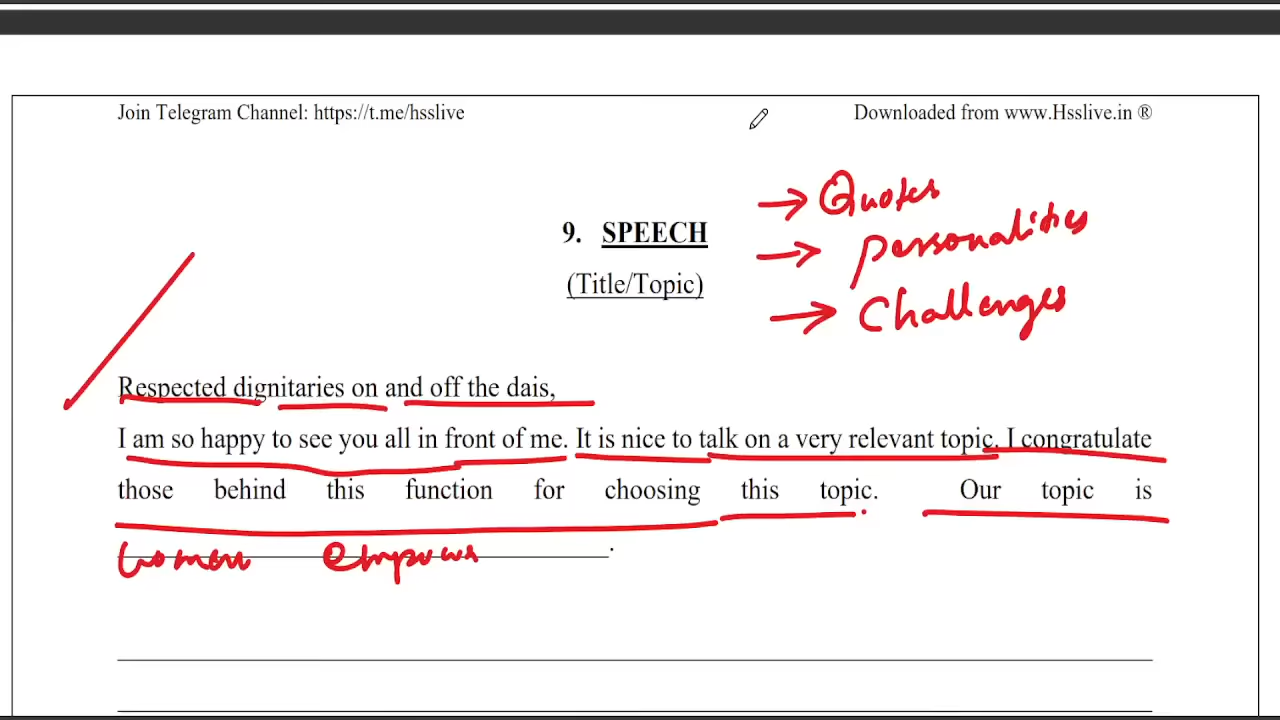 Join Telegram Channel: https://t.me/hsslive
Downloaded from www.Hsslive.in ®
→ Quotes
9. SPEECH
→ Personalities
(Title/Topic)
→ Challenges
Respected dignitaries on and off the dais,
I am so happy to see you all in front of me. It is nice to talk on a very relevant topic. I congratulate
those behind this function for choosing this topic. Our topic is
women empower.